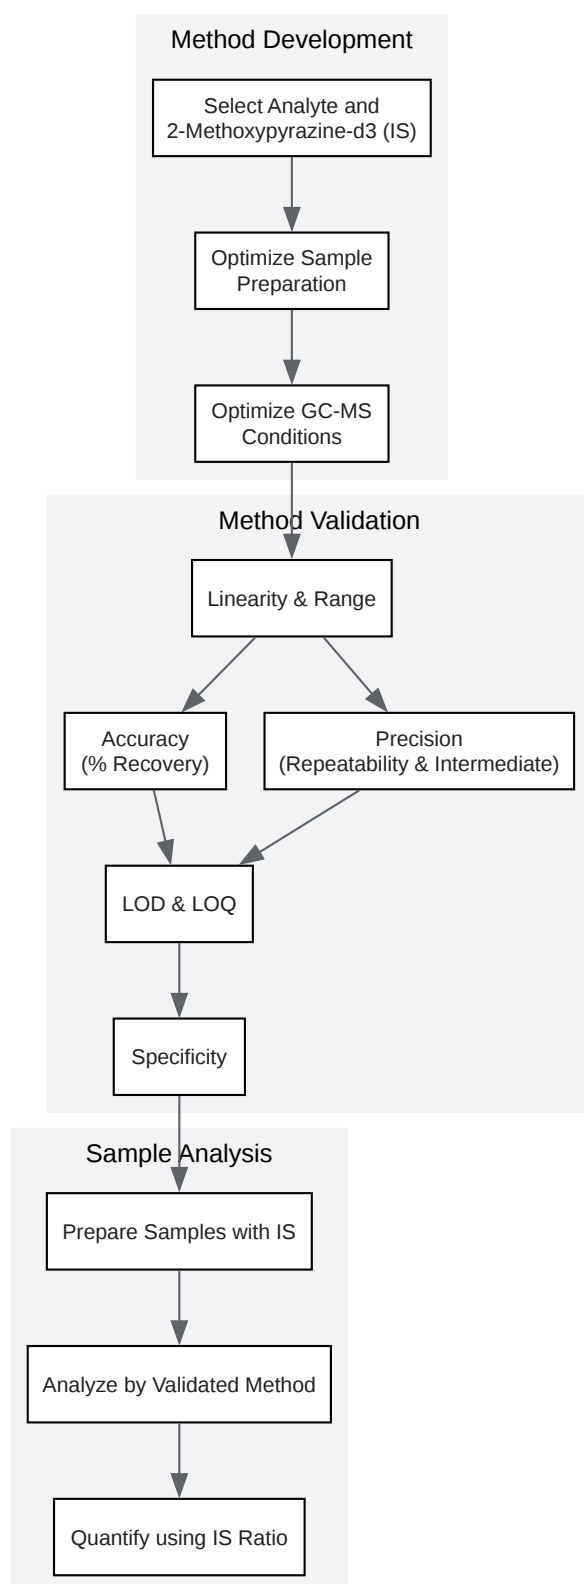 Method Development
Select Analyte and
2-Methoxypyrazine-d3 (IS)
Optimize Sample
Preparation
Optimize GC-MS
Conditions
Method Validation
Linearity & Range
Accuracy
(% Recovery)
Precision
(Repeatability & Intermediate)
LOD & LOQ
Specificity
Sample Analysis
Prepare Samples with IS
Analyze by Validated Method
Quantify using IS Ratio